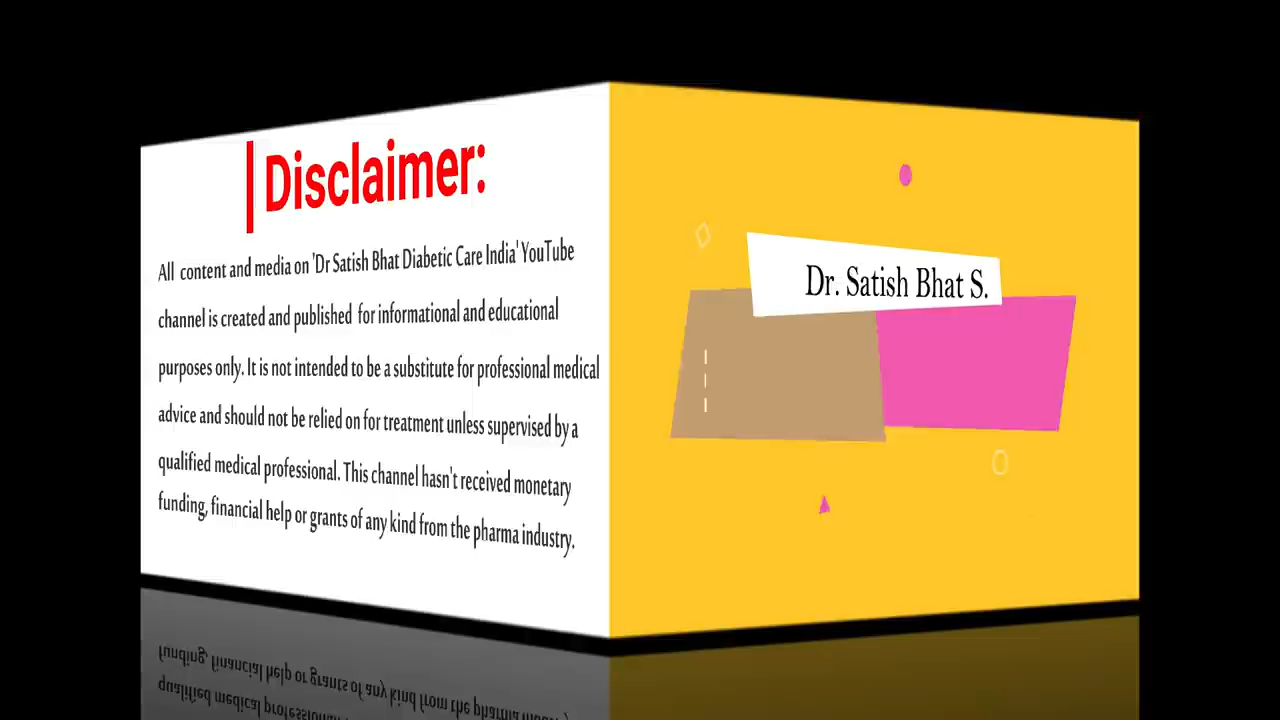 Disclaimer:
All content and media on 'Dr Satish Bhat Diabetic Care India' YouTube
channel is created and published for informational and educational
purposes only. It is not intended to be a substitute for professional medical
advice and should not be relied on for treatment unless supervised by a
qualified medical professional. This channel hasn't received monetary
funding, financial help or grants of any kind from the pharma industry.
Dr. Satish Bhat S.